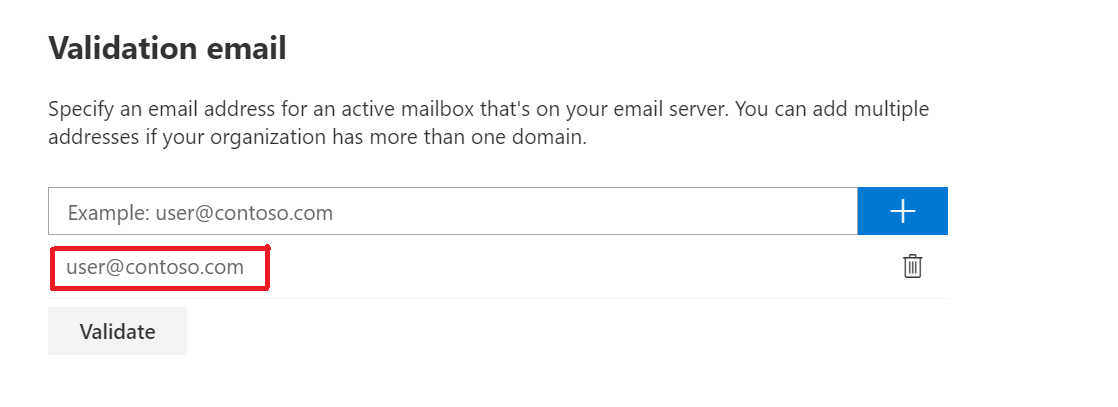 Validation email
Specify an email address for an active mailbox that's on your email server. You can add multiple
addresses if your organization has more than one domain.
Example: user@contoso.com
user@contoso.com
Validate